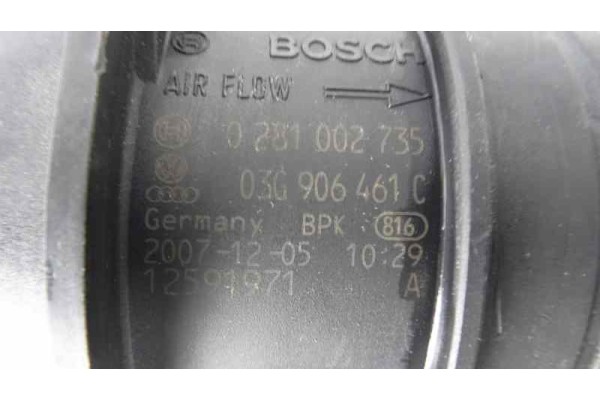 BOSCH
AIR FLOW
0 281 002 735
03G 906 461 C
Germany BPK 816
2007-12-05 10:29
12591971 A